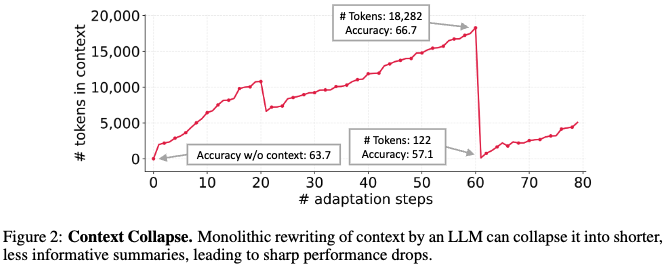 20,000
15,000
10,000
5,000
0
# tokens in context
# Tokens: 18,282
Accuracy: 66.7
# Tokens: 122
Accuracy: 57.1
Accuracy w/o context: 63.7
0 10 20 30 40 50 60 70 80
# adaptation steps
Figure 2: Context Collapse. Monolithic rewriting of context by an LLM can collapse it into shorter,
less informative summaries, leading to sharp performance drops.